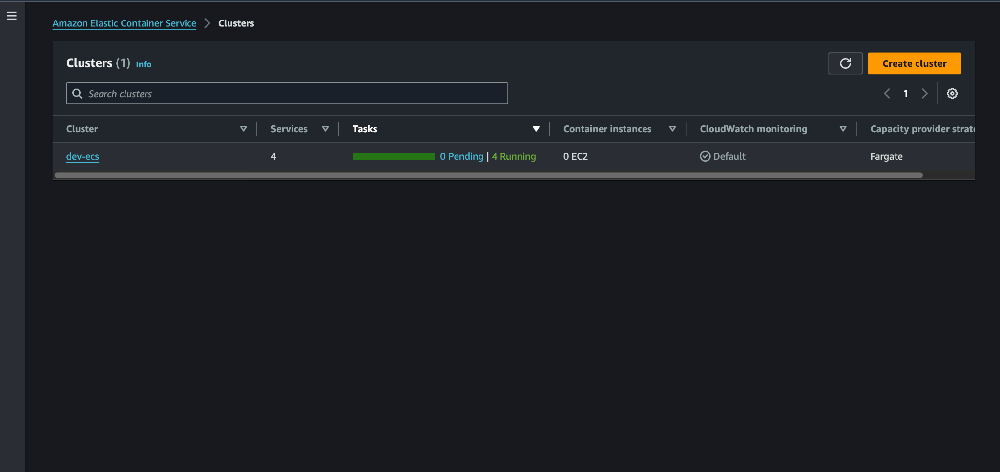 Amazon Elastic Container Service > Clusters
Clusters (1) Info
Create cluster
Search clusters
1
Cluster Services Tasks Container instances CloudWatch monitoring Capacity provider strat
dev-ecs 4 0 Pending | 4 Running 0 EC2 Default Fargate